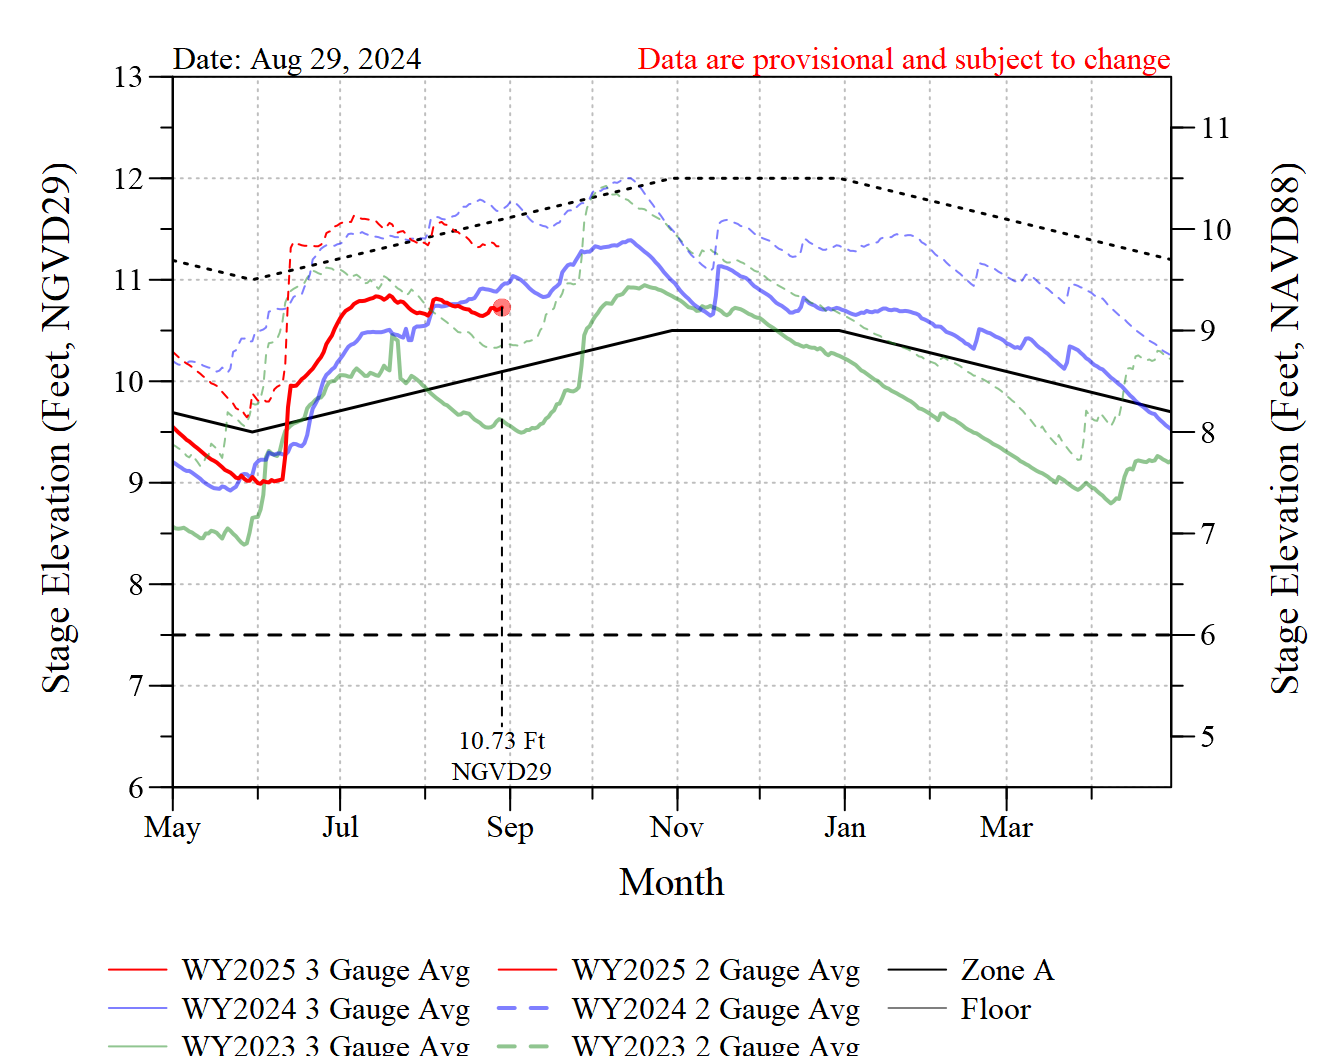 Date: Aug 29, 2024
Data are provisional and subject to change
13
12
11
10
9
8
7
6
11
10
9
8
7
6
5
Stage Elevation (Feet, NGVD29)
Stage Elevation (Feet, NAVD88)
10.73 Ft
NGVD29
May Jul Sep Nov Jan Mar
Month
WY2025 3 Gauge Avg WY2025 2 Gauge Avg Zone A
WY2024 3 Gauge Avg WY2024 2 Gauge Avg Floor
WY2023 3 Gauge Avg WY2023 2 Gauge Avg